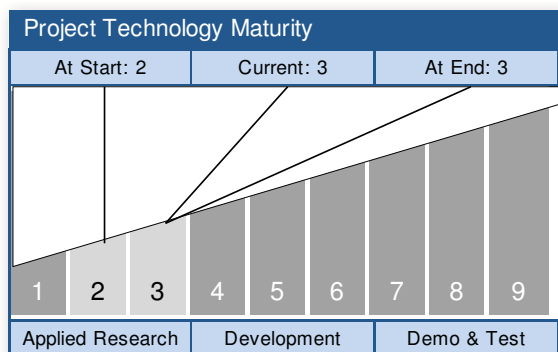 Project Technology Maturity
At Start: 2 Current: 3 At End: 3
1 2 3 4 5 6 7 8 9
Applied Research Development Demo & Test